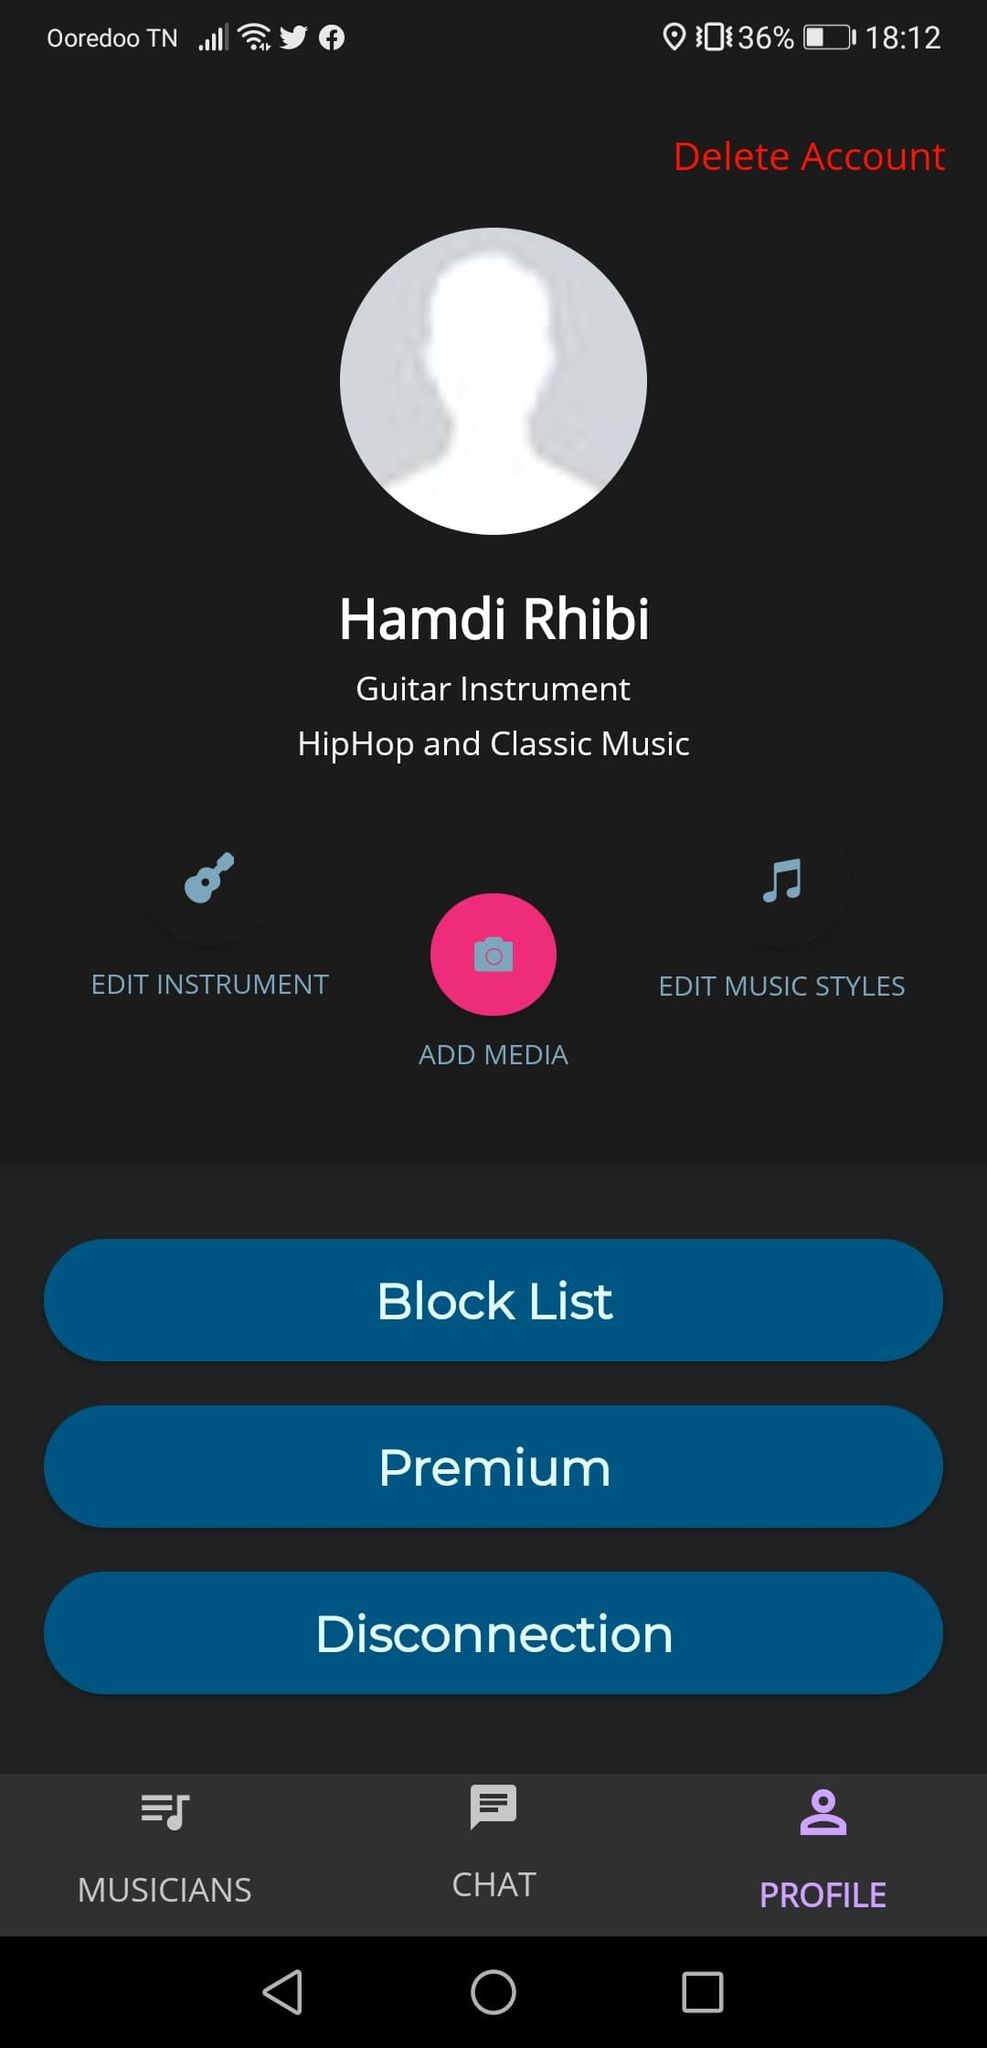 Ooredoo TN 36% 18:12
Delete Account
Hamdi Rhibi
Guitar Instrument
HipHop and Classic Music
EDIT INSTRUMENT
EDIT MUSIC STYLES
ADD MEDIA
Block List
Premium
Disconnection
MUSICIANS CHAT PROFILE